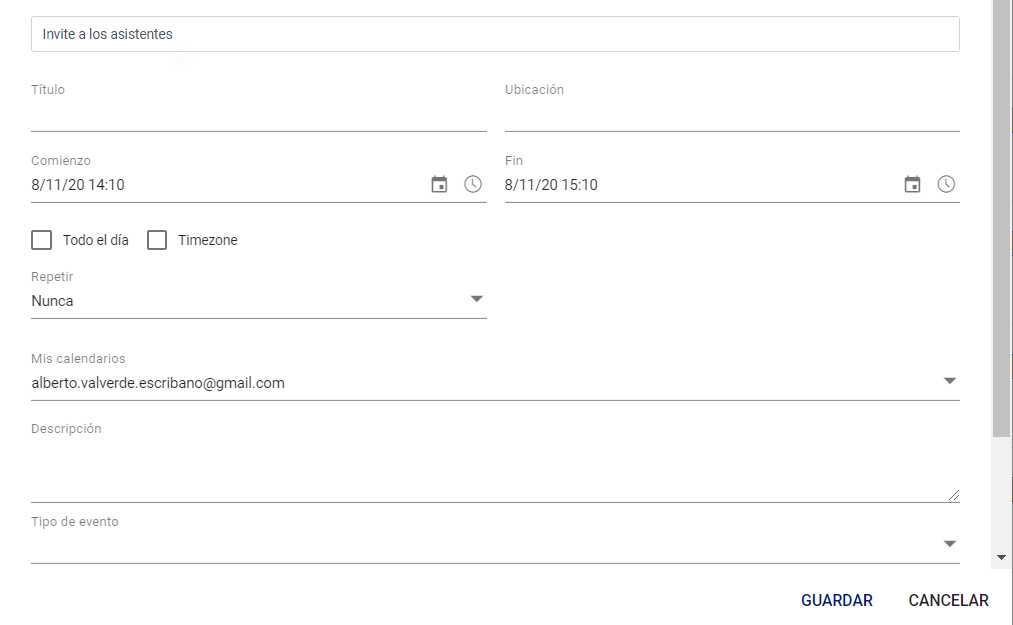 Invite a los asistentes
Título
Ubicación
Comienzo
8/11/20 14:10
Fin
8/11/20 15:10
Todo el día
Timezone
Repetir
Nunca
Mis calendarios
alberto.valverde.escribano@gmail.com
Descripción
Tipo de evento
GUARDAR
CANCELAR